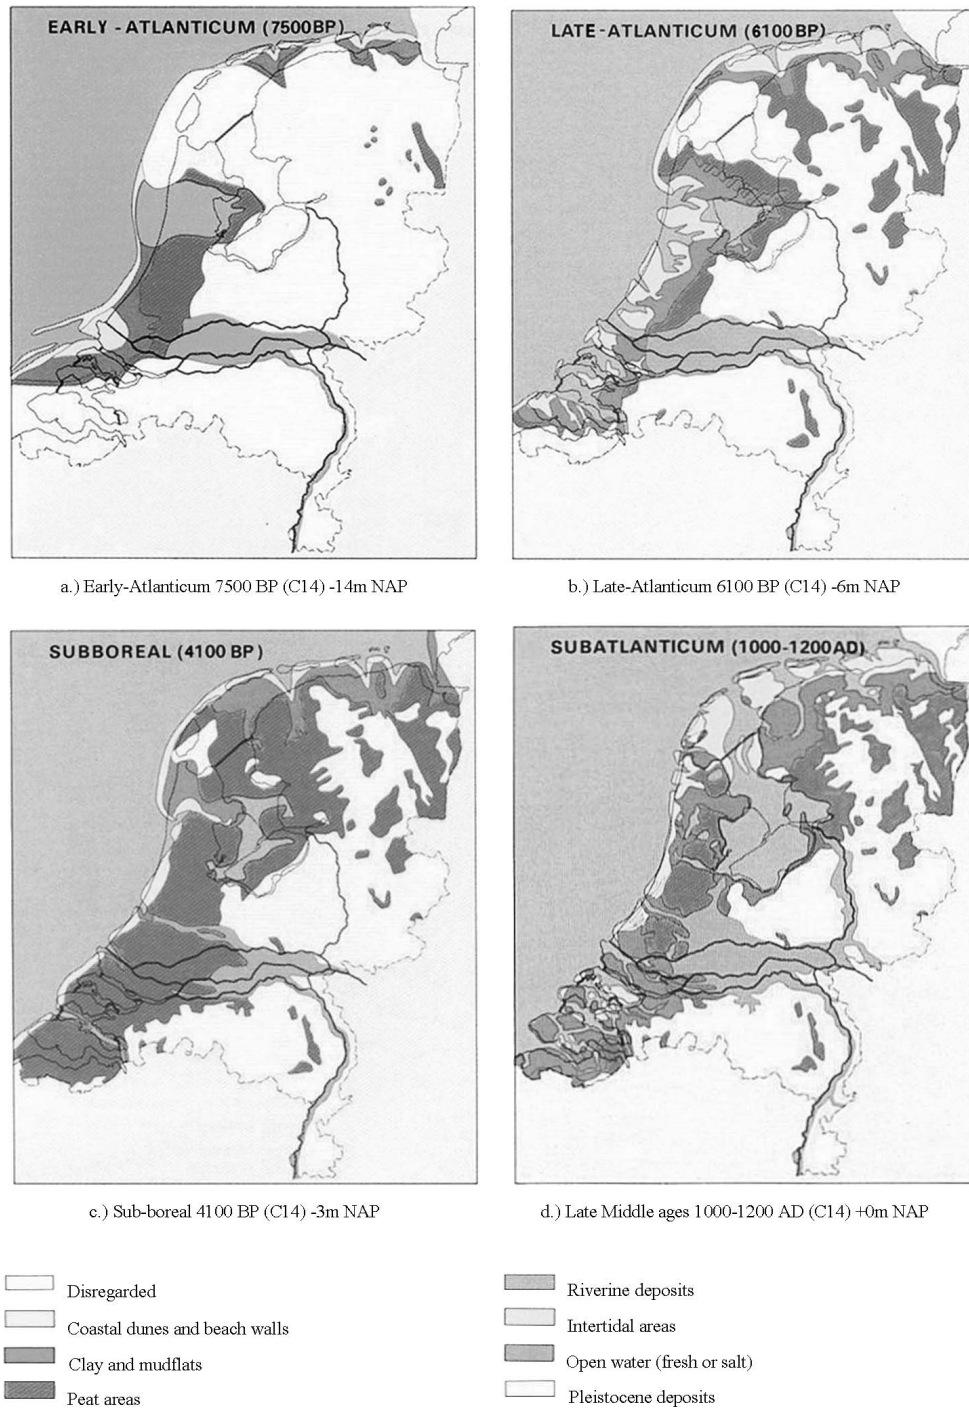 EARLY - ATLANTICUM (7500BP)
LATE-ATLANTICUM (6100BP)
a.) Early-Atlanticum 7500 BP (C14) -14m NAP
b.) Late-Atlanticum 6100 BP (C14) -6m NAP
SUBBOREAL (4100 BP)
SUBATLANTICUM (1000-1200AD)
c.) Sub-boreal 4100 BP (C14) -3m NAP
d.) Late Middle ages 1000-1200 AD (C14) +0m NAP
Disregarded
Coastal dunes and beach walls
Clay and mudflats
Peat areas
Riverine deposits
Intertidal areas
Open water (fresh or salt)
Pleistocene deposits